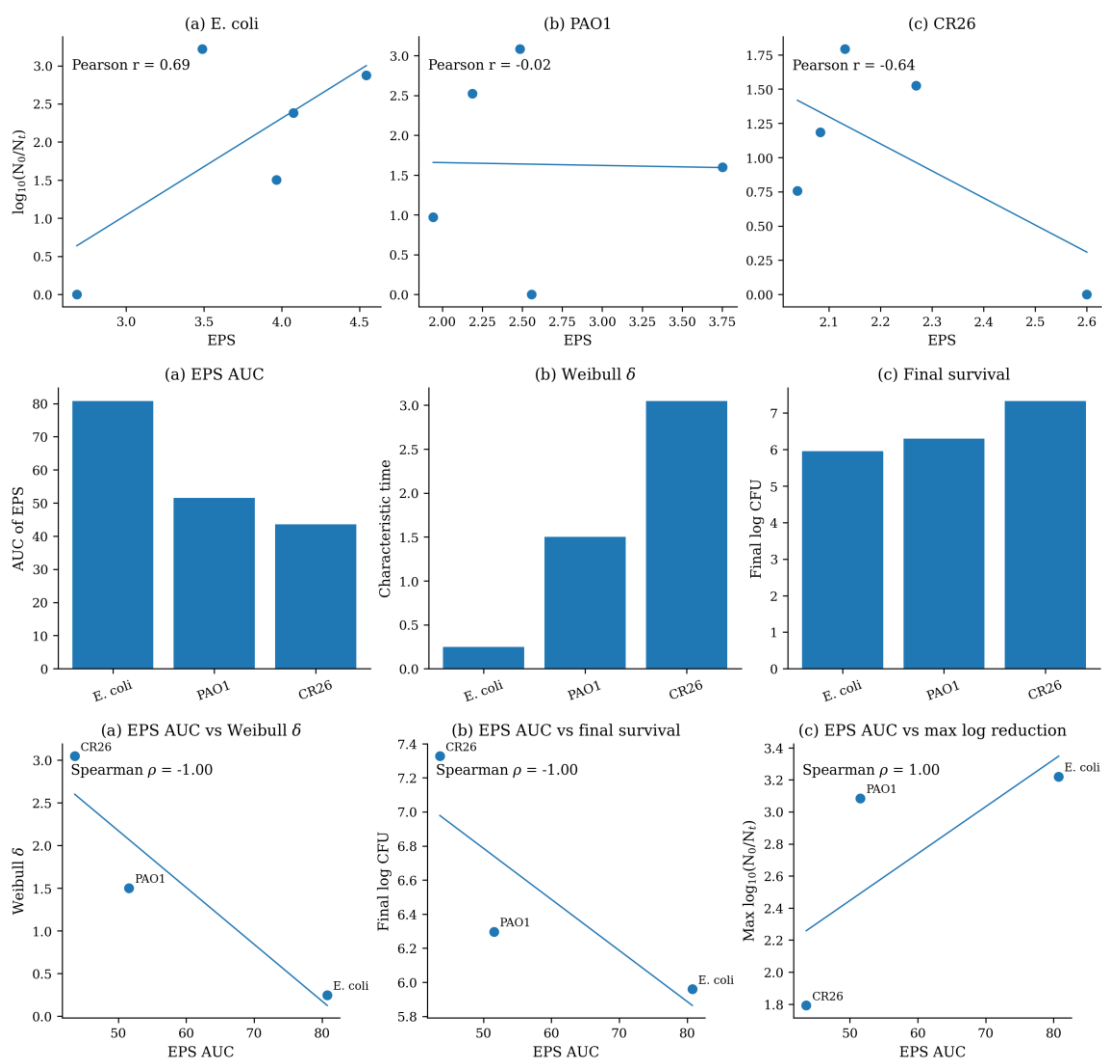 (a) E. coli
Pearson r = 0.69
log₁₀(N₀/Nₜ)
3.0
2.5
2.0
1.5
1.0
0.5
0.0
3.0 3.5 4.0 4.5
EPS
(b) PAO1
Pearson r = -0.02
3.0
2.5
2.0
1.5
1.0
0.5
0.0
2.00 2.25 2.50 2.75 3.00 3.25 3.50 3.75
EPS
(c) CR26
Pearson r = -0.64
1.75
1.50
1.25
1.00
0.75
0.50
0.25
0.00
2.1 2.2 2.3 2.4 2.5 2.6
EPS
(a) EPS AUC
AUC of EPS
80
70
60
50
40
30
20
10
0
E. coli PAO1 CR26
(b) Weibull δ
Characteristic time
3.0
2.5
2.0
1.5
1.0
0.5
0.0
E. coli PAO1 CR26
(c) Final survival
Final log CFU
7
6
5
4
3
2
1
0
E. coli PAO1 CR26
(a) EPS AUC vs Weibull δ
CR26
Spearman ρ = -1.00
PAO1
E. coli
Weibull δ
3.0
2.5
2.0
1.5
1.0
0.5
0.0
50 60 70 80
EPS AUC
(b) EPS AUC vs final survival
CR26
Spearman ρ = -1.00
PAO1
E. coli
Final log CFU
7.4
7.2
7.0
6.8
6.6
6.4
6.2
6.0
5.8
50 60 70 80
EPS AUC
(c) EPS AUC vs max log reduction
Spearman ρ = 1.00
E. coli
PAO1
CR26
Max log₁₀(N₀/Nₜ)
3.4
3.2
3.0
2.8
2.6
2.4
2.2
2.0
1.8
50 60 70 80
EPS AUC